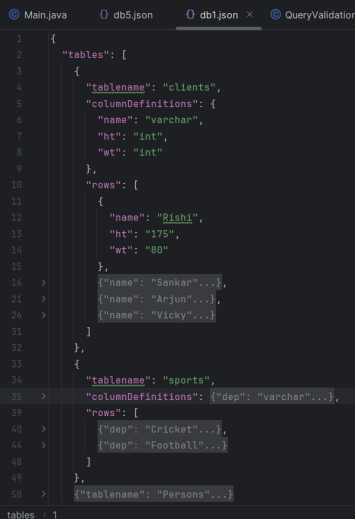 Main.java db5.json db1.json QueryValidation
1 {
2 "tables": [
3 {
4 "tablename": "clients",
5 "columnDefinitions": {
6 "name": "varchar",
7 "ht": "int",
8 "wt": "int"
9 },
10 "rows": [
11 {
12 "name": "Rishi",
13 "ht": "175",
14 "wt": "80"
15 },
16 {"name": "Sankar"...},
21 {"name": "Arjun"...},
26 {"name": "Vicky"...}
31 ]
32 },
33 {
34 "tablename": "sports",
35 "columnDefinitions": {"dep": "varchar"...},
39 "rows": [
40 {"dep": "Cricket"...},
44 {"dep": "Football"...}
48 ]
49 },
50 {"tablename": "Persons"...}
tables › 1